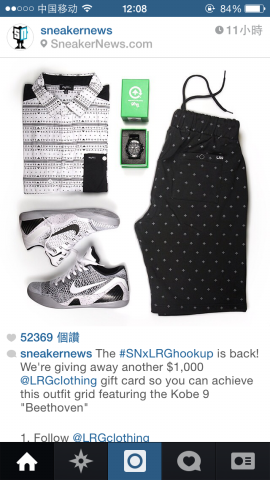 中国移动 12:08 84%
sneakernews 11小時
SneakerNews.com
52369 個讚
sneakernews The #SNxLRGhookup is back!
We're giving away another $1,000
@LRGclothing gift card so you can achieve
this outfit grid featuring the Kobe 9
"Beethoven"
1. Follow @LRGclothing